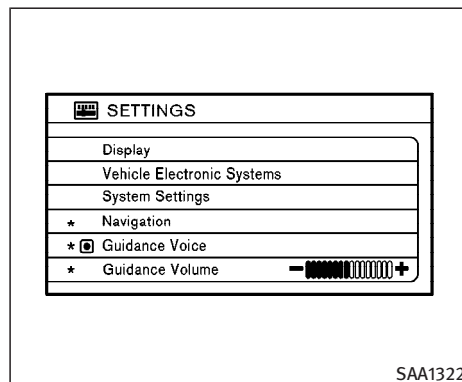 SETTINGS
Display
Vehicle Electronic Systems
System Settings
* Navigation
* Guidance Voice
* Guidance Volume − +
SAA1322